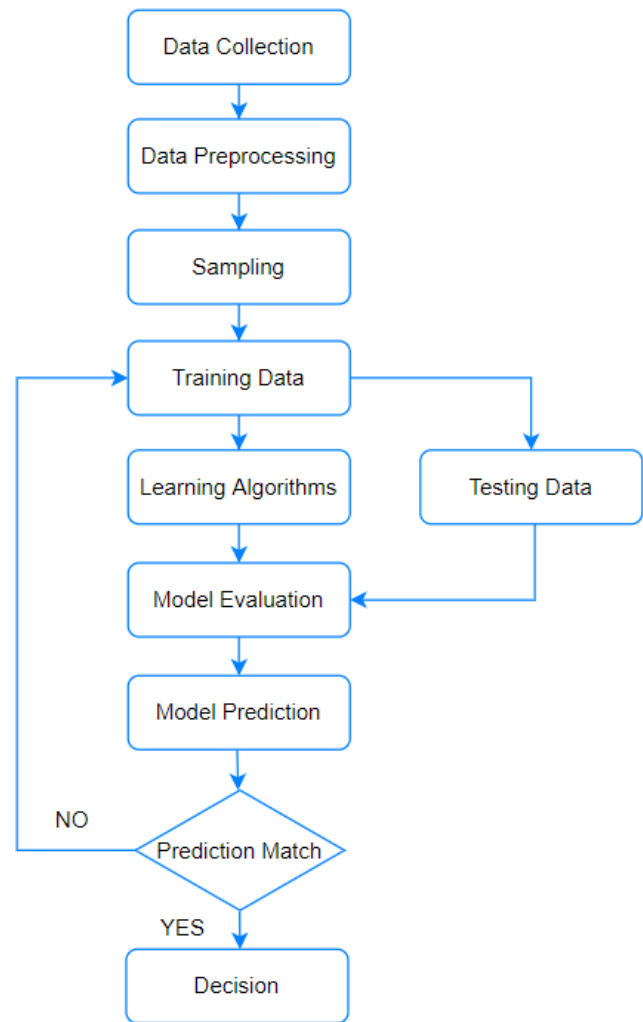 Data Collection
Data Preprocessing
Sampling
Training Data
Learning Algorithms
Testing Data
Model Evaluation
Model Prediction
NO
Prediction Match
YES
Decision